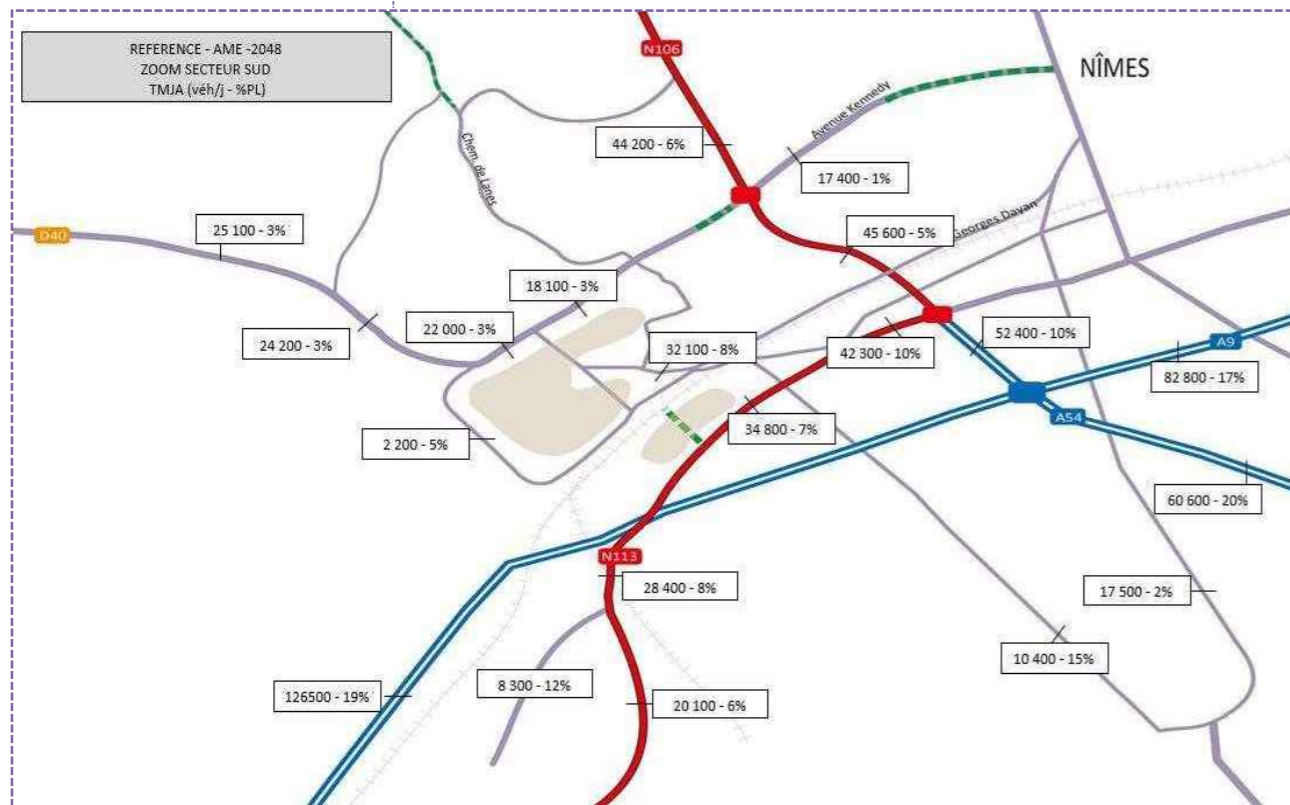 REFERENCE - AME -2048
ZOOM SECTEUR SUD
TMJA (véh/j - %PL)
N106
NÎMES
Avenue Kennedy
44 200 - 6%
17 400 - 1%
Chem. de Lanes
Georges Dayan
25 100 - 3%
D40
45 600 - 5%
18 100 - 3%
22 000 - 3%
24 200 - 3%
32 100 - 8%
42 300 - 10%
52 400 - 10%
A9
82 800 - 17%
A54
34 800 - 7%
2 200 - 5%
60 600 - 20%
N113
28 400 - 8%
17 500 - 2%
10 400 - 15%
8 300 - 12%
126500 - 19%
20 100 - 6%